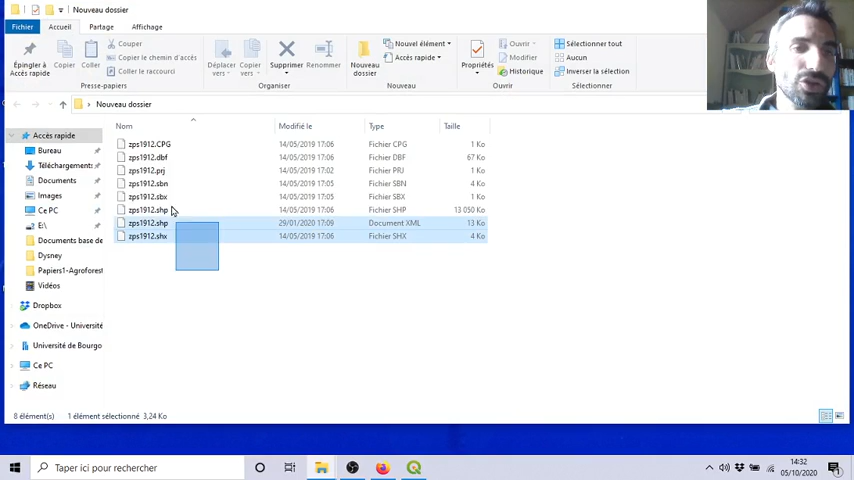 Nouveau dossier
Fichier Accueil Partage Affichage
Épingler à Accès rapide
Copier
Coller
Couper
Copier le chemin d'accès
Coller le raccourci
Presse-papiers
Déplacer vers
Copier vers
Supprimer
Renommer
Organiser
Nouveau dossier
Nouvel élément
Accès rapide
Nouveau
Propriétés
Ouvrir
Modifier
Historique
Ouvrir
Sélectionner tout
Aucun
Inverser la sélection
Sélectionner
Nouveau dossier
Nom Modifié le Type Taille
zps1912.CPG 14/05/2019 17:06 Fichier CPG 1 Ko
zps1912.dbf 14/05/2019 17:06 Fichier DBF 67 Ko
zps1912.prj 14/05/2019 17:02 Fichier PRJ 1 Ko
zps1912.sbn 14/05/2019 17:05 Fichier SBN 4 Ko
zps1912.sbx 14/05/2019 17:05 Fichier SBX 1 Ko
zps1912.shp 14/05/2019 17:06 Fichier SHP 13 050 Ko
zps1912.shp 29/01/2020 17:09 Document XML 13 Ko
zps1912.shx 14/05/2019 17:06 Fichier SHX 4 Ko
Accès rapide
Bureau
Téléchargements
Documents
Images
Ce PC
E:\
Documents base de
Dysney
Papiers1-Agrofores
Vidéos
Dropbox
OneDrive - Université
Université de Bourgo
Ce PC
Réseau
8 élément(s) 1 élément sélectionné 3,24 Ko
Taper ici pour rechercher
14:32
05/10/2020
1